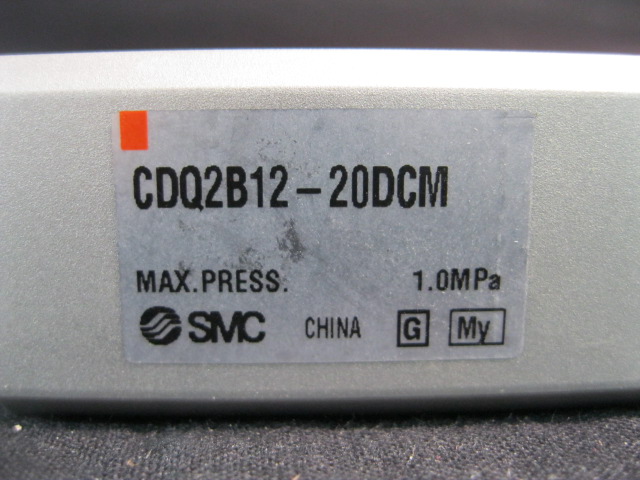 CDQ2B12-20DCM
MAX.PRESS. 1.0MPa
SMC CHINA G My